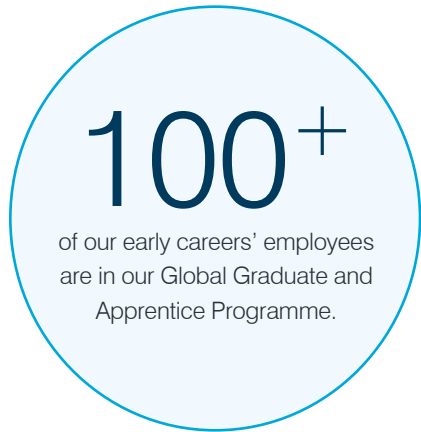 100+
of our early careers’ employees
are in our Global Graduate and
Apprentice Programme.